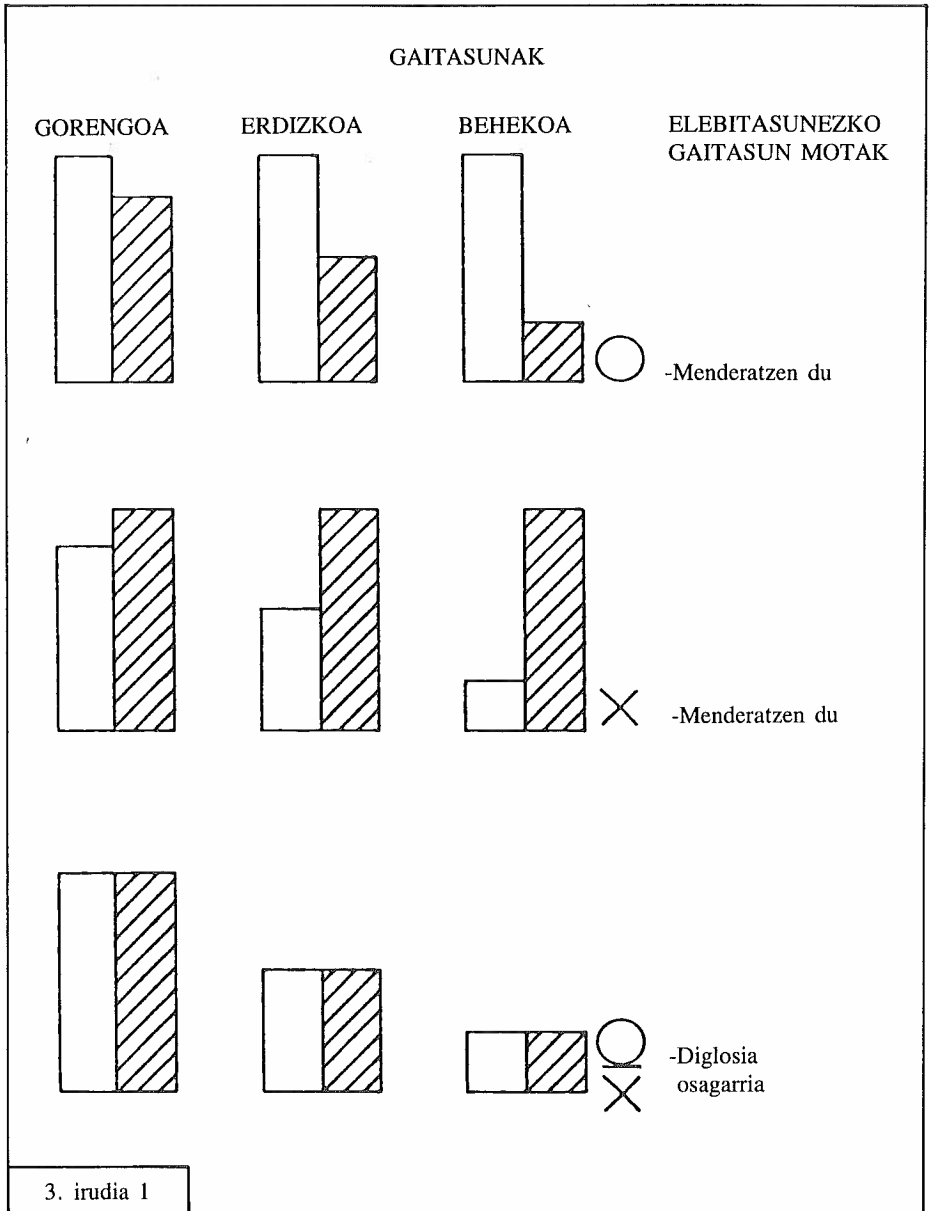 GAITASUNAK
GORENGOA ERDIZKOA BEHEKOA ELEBITASUNEZKO
GAITASUN MOTAK
-Menderatzen du
-Menderatzen du
-Diglosia
osagarria
3. irudia 1